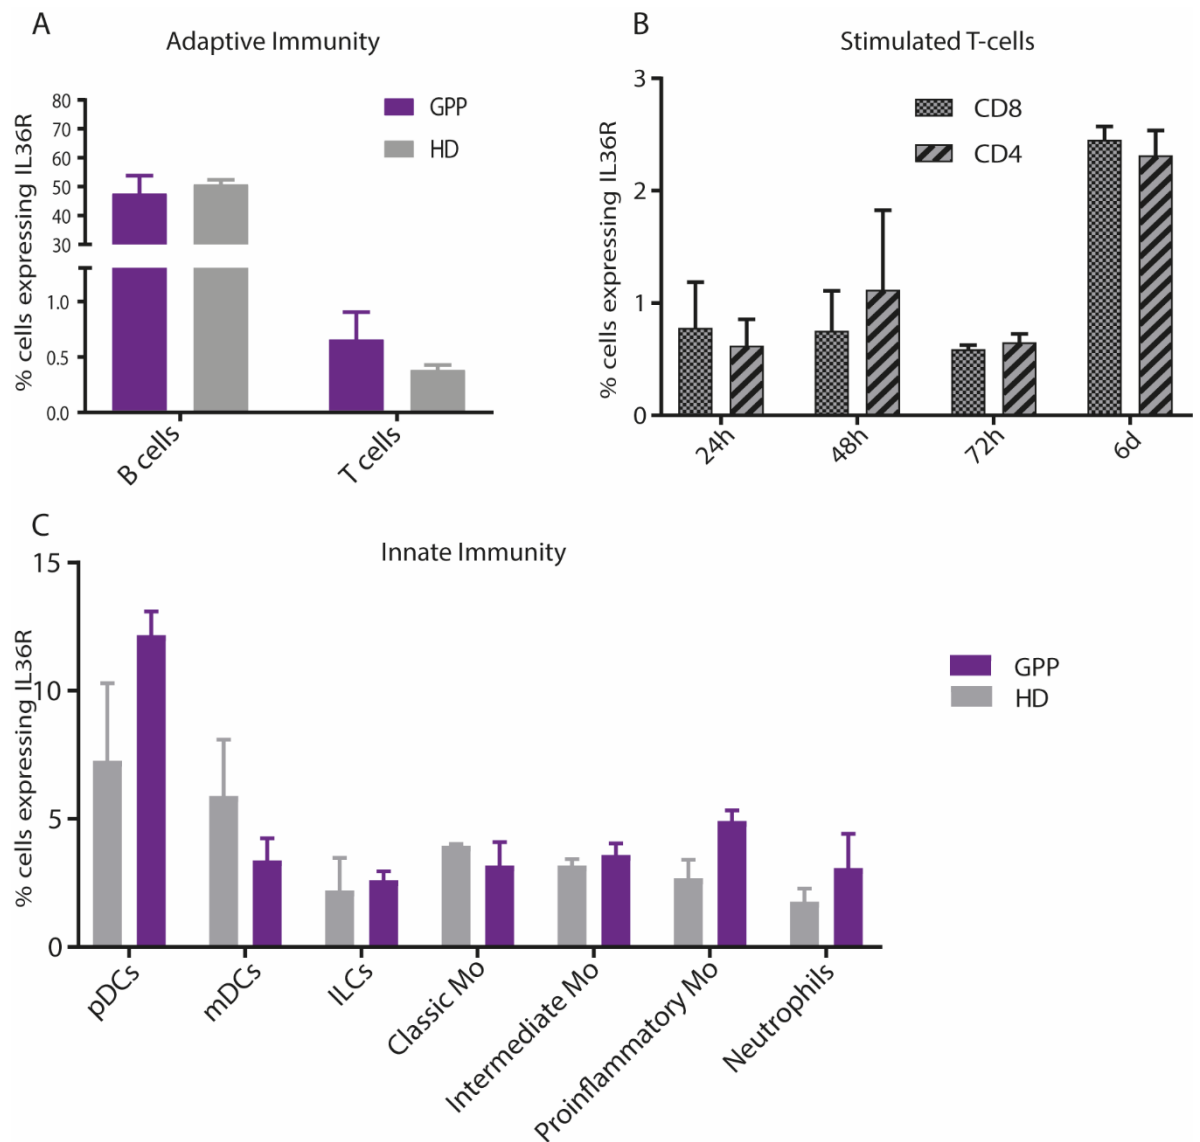 A
Adaptive Immunity
% cells expressing IL36R
80
70
60
50
40
30
1.0
0.5
0.0
GPP
HD
B cells
T cells
B
Stimulated T-cells
% cells expressing IL36R
3
2
1
0
CD8
CD4
24h
48h
72h
6d
C
Innate Immunity
% cells expressing IL36R
15
10
5
0
GPP
HD
pDCs
mDCs
ILCs
Classic Mo
Intermediate Mo
Proinflammatory Mo
Neutrophils